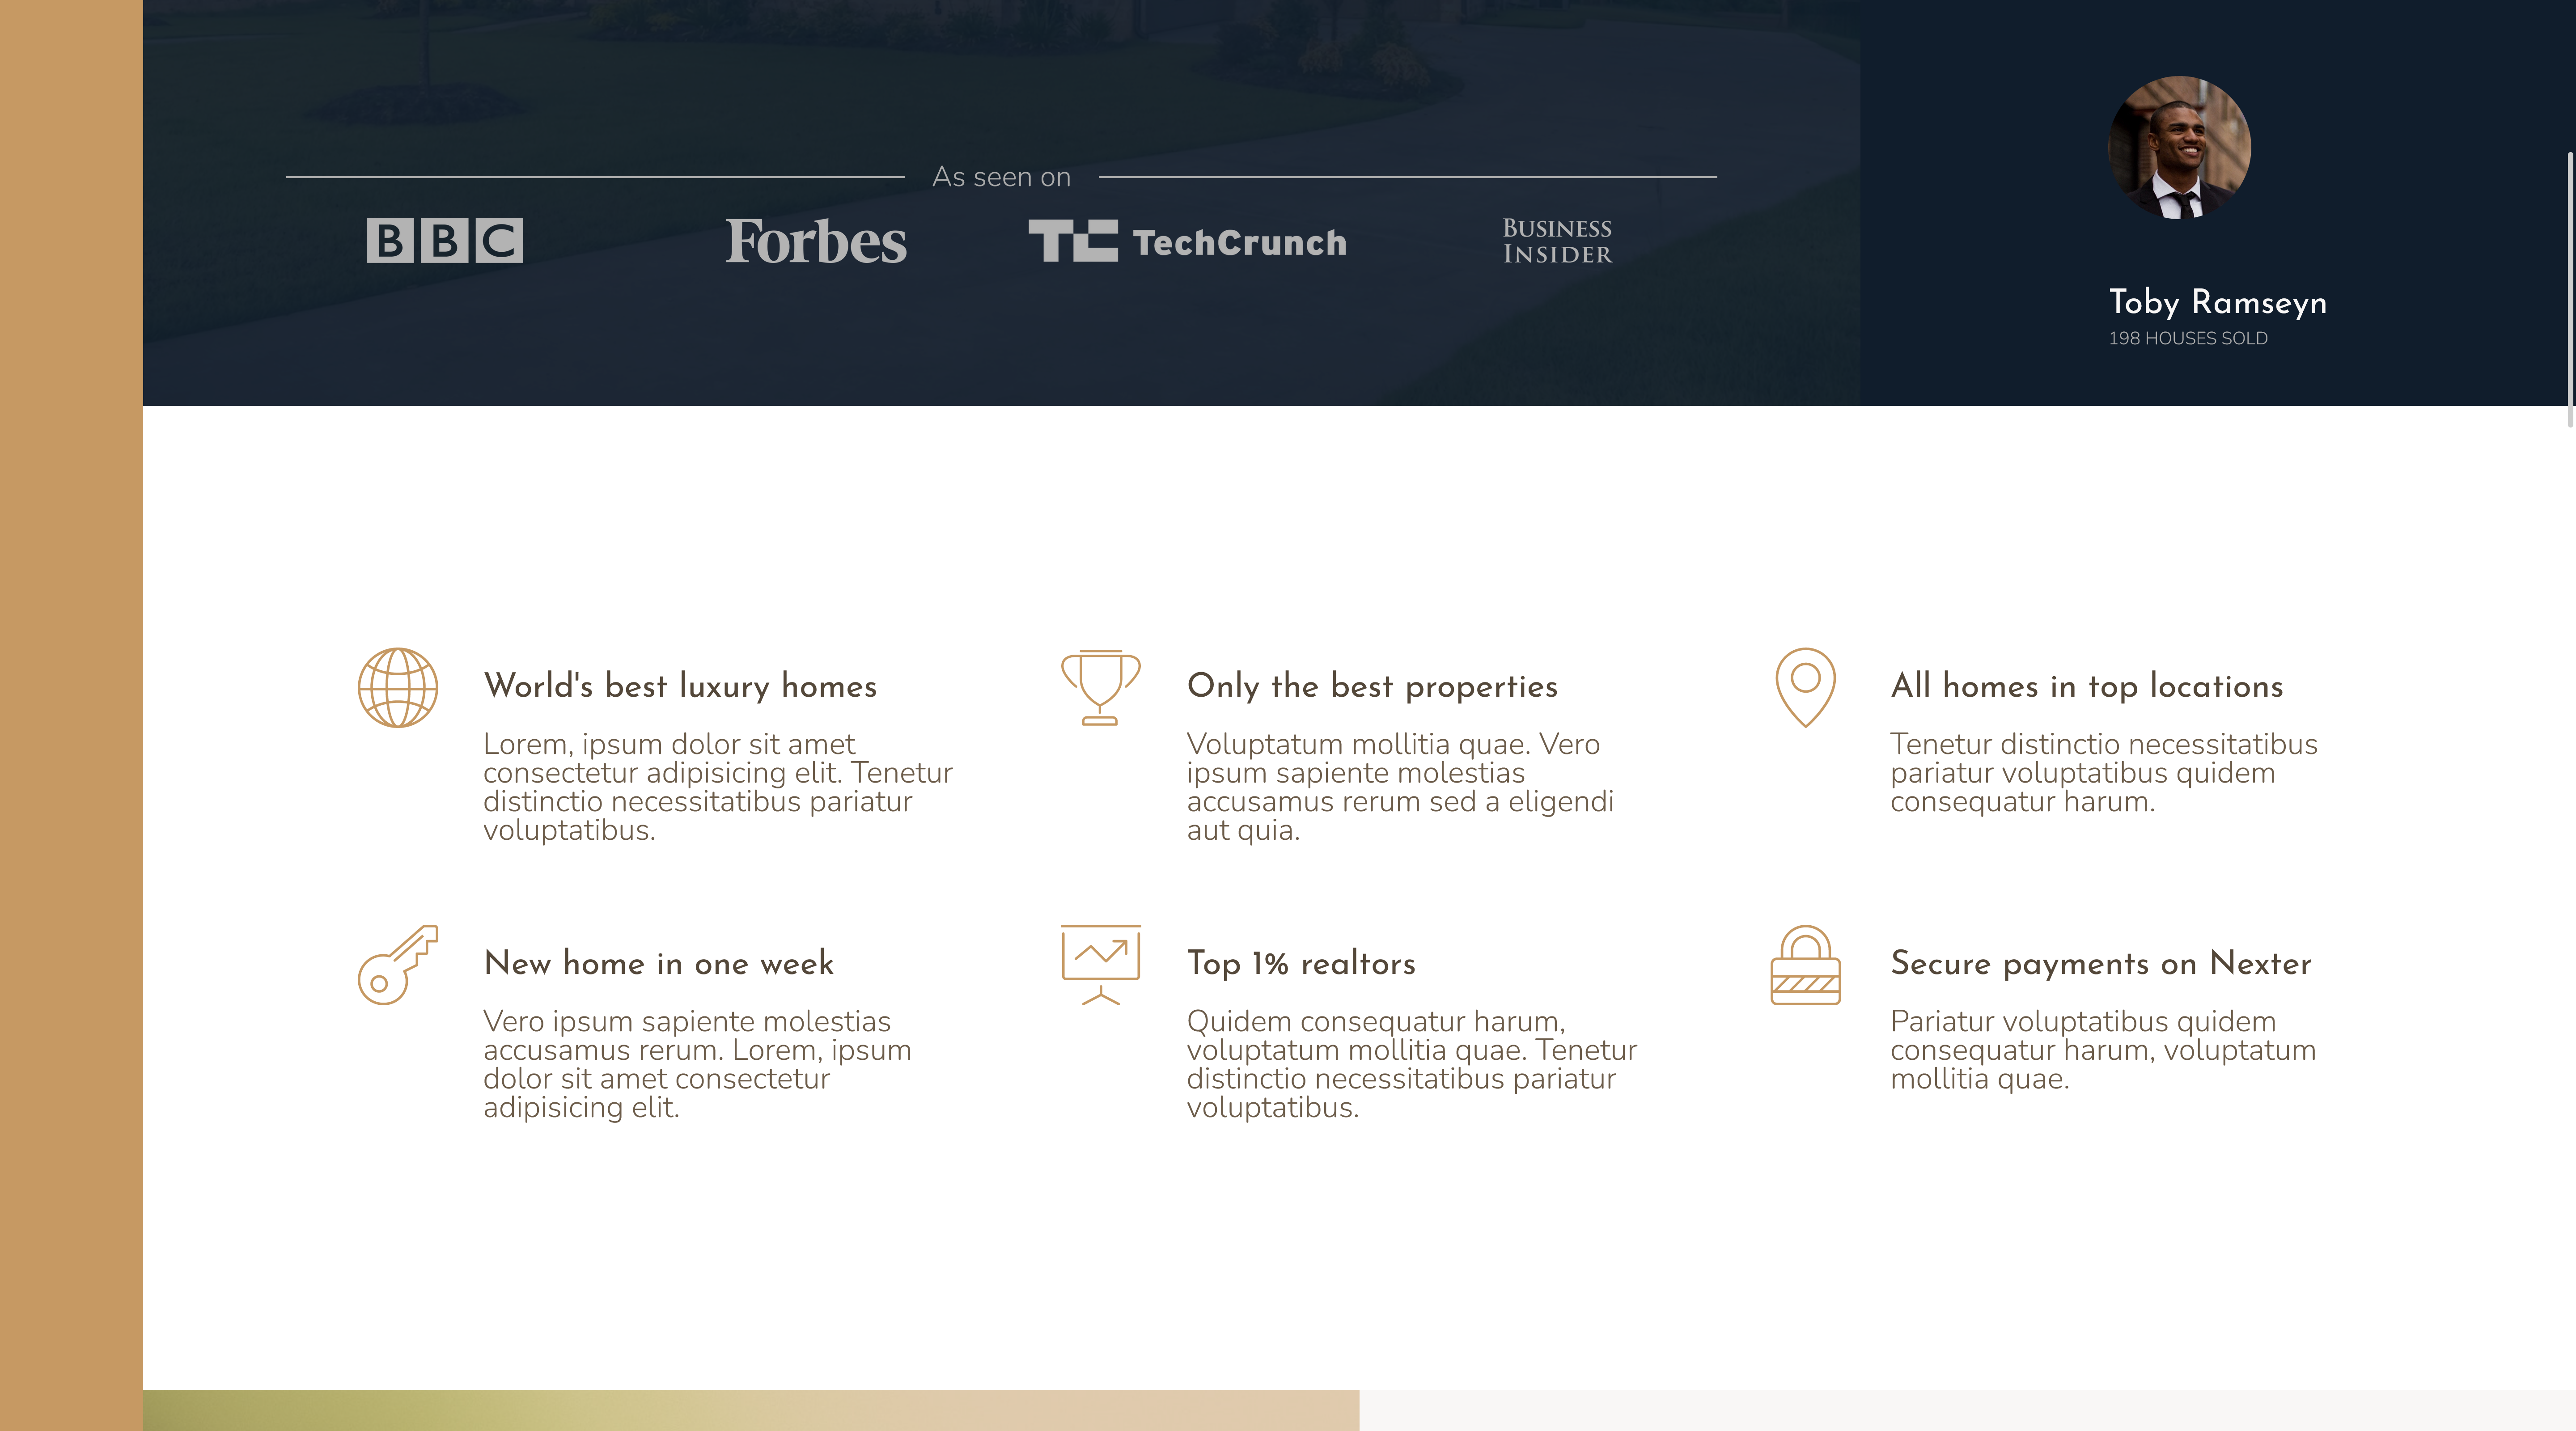 As seen on
BBC
Forbes
TC TechCrunch
BUSINESS
INSIDER
Toby Ramseyn
198 HOUSES SOLD
World's best luxury homes
Lorem, ipsum dolor sit amet
consectetur adipisicing elit. Tenetur
distinctio necessitatibus pariatur
voluptatibus.
Only the best properties
Voluptatum mollitia quae. Vero
ipsum sapiente molestias
accusamus rerum sed a eligendi
aut quia.
All homes in top locations
Tenetur distinctio necessitatibus
pariatur voluptatibus quidem
consequatur harum.
New home in one week
Vero ipsum sapiente molestias
accusamus rerum. Lorem, ipsum
dolor sit amet consectetur
adipisicing elit.
Top 1% realtors
Quidem consequatur harum,
voluptatum mollitia quae. Tenetur
distinctio necessitatibus pariatur
voluptatibus.
Secure payments on Nexter
Pariatur voluptatibus quidem
consequatur harum, voluptatum
mollitia quae.